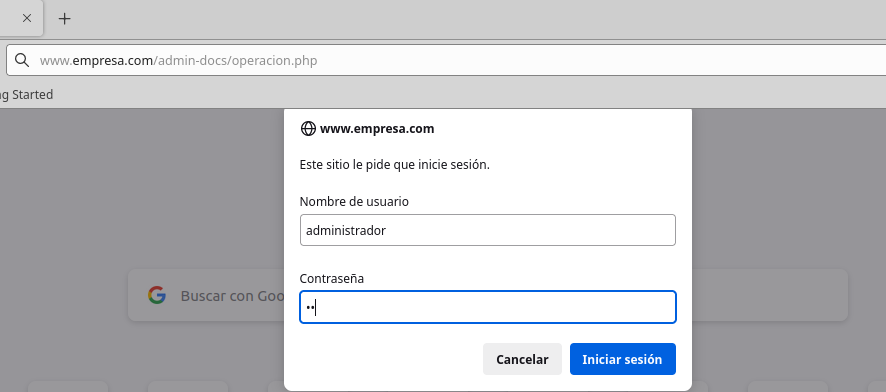 www.empresa.com/admin-docs/operacion.php
g Started
www.empresa.com
Este sitio le pide que inicie sesión.
Nombre de usuario
administrador
Contraseña
••
Buscar con Goo
Cancelar
Iniciar sesión